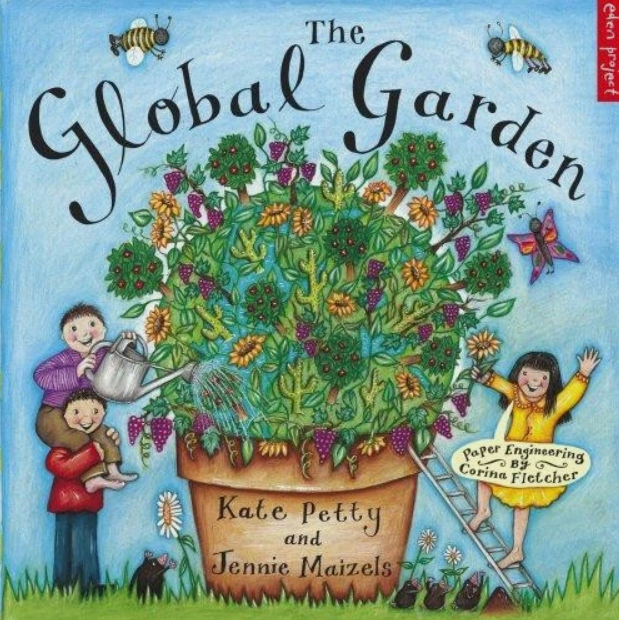 The
Global Garden
eden project
Paper Engineering
By
Corina Fletcher
Kate Petty
and
Jennie Maizels